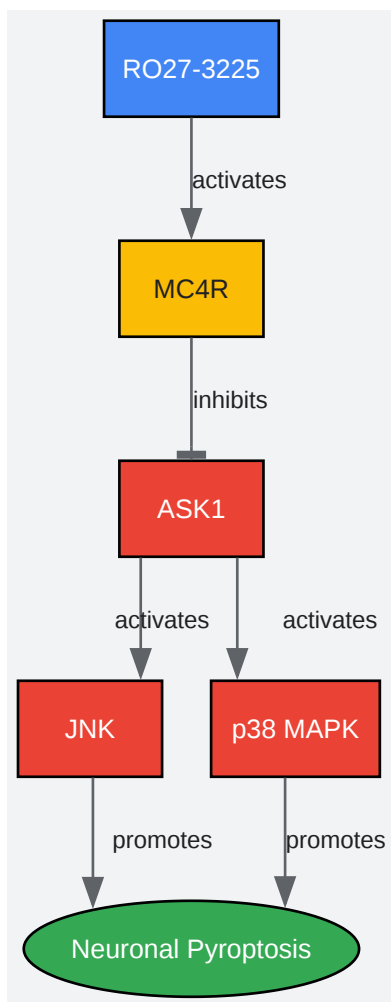 RO27-3225
activates
MC4R
inhibits
ASK1
activates
activates
JNK
p38 MAPK
promotes
promotes
Neuronal Pyroptosis